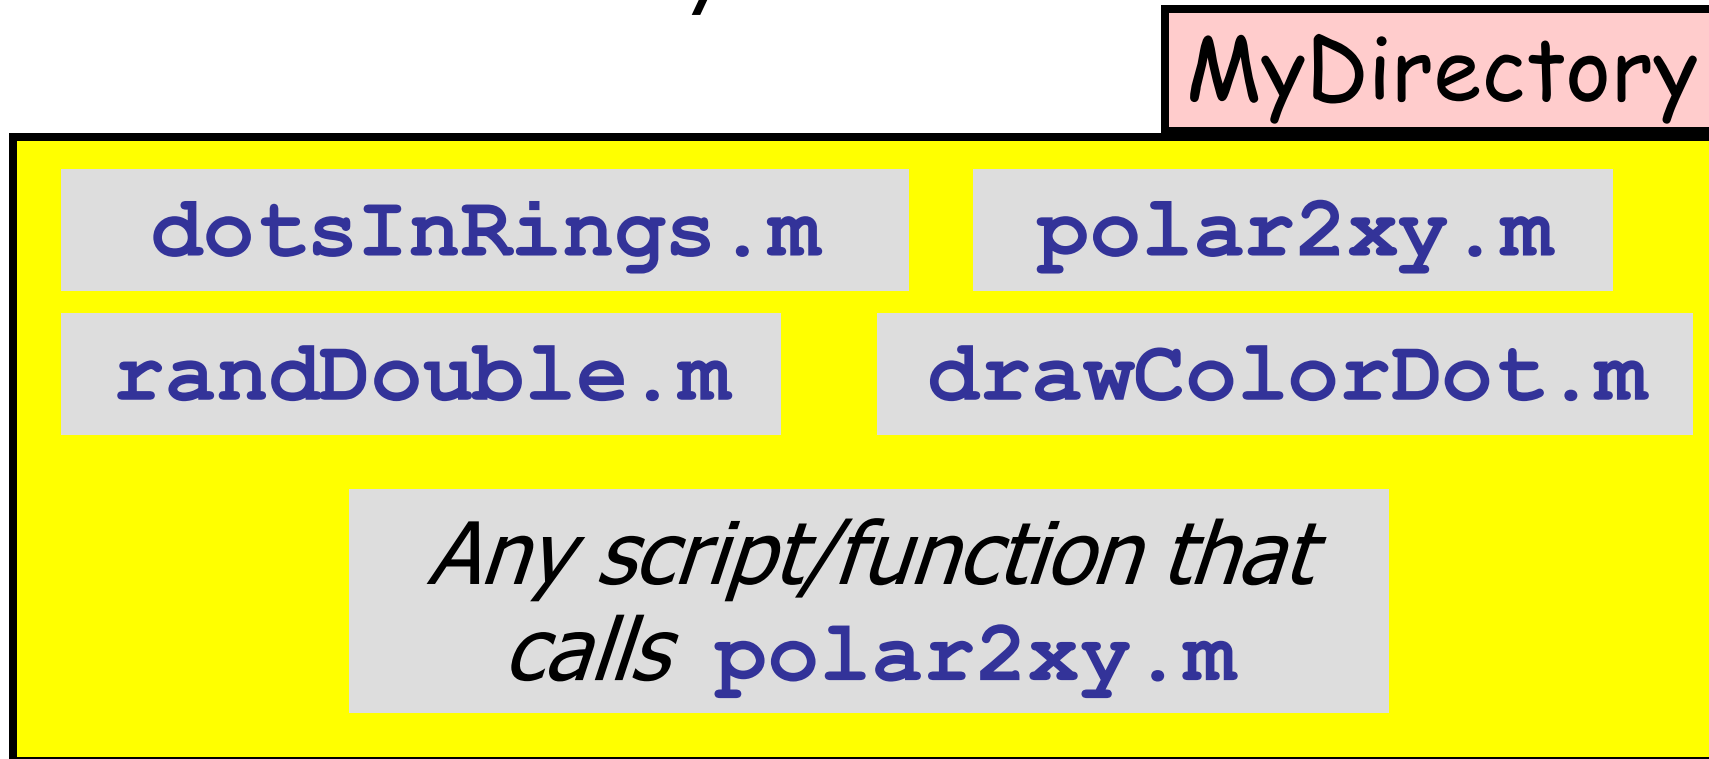 MyDirectory
dotsInRings.m polar2xy.m
randDouble.m drawColorDot.m
Any script/function that
calls polar2xy.m